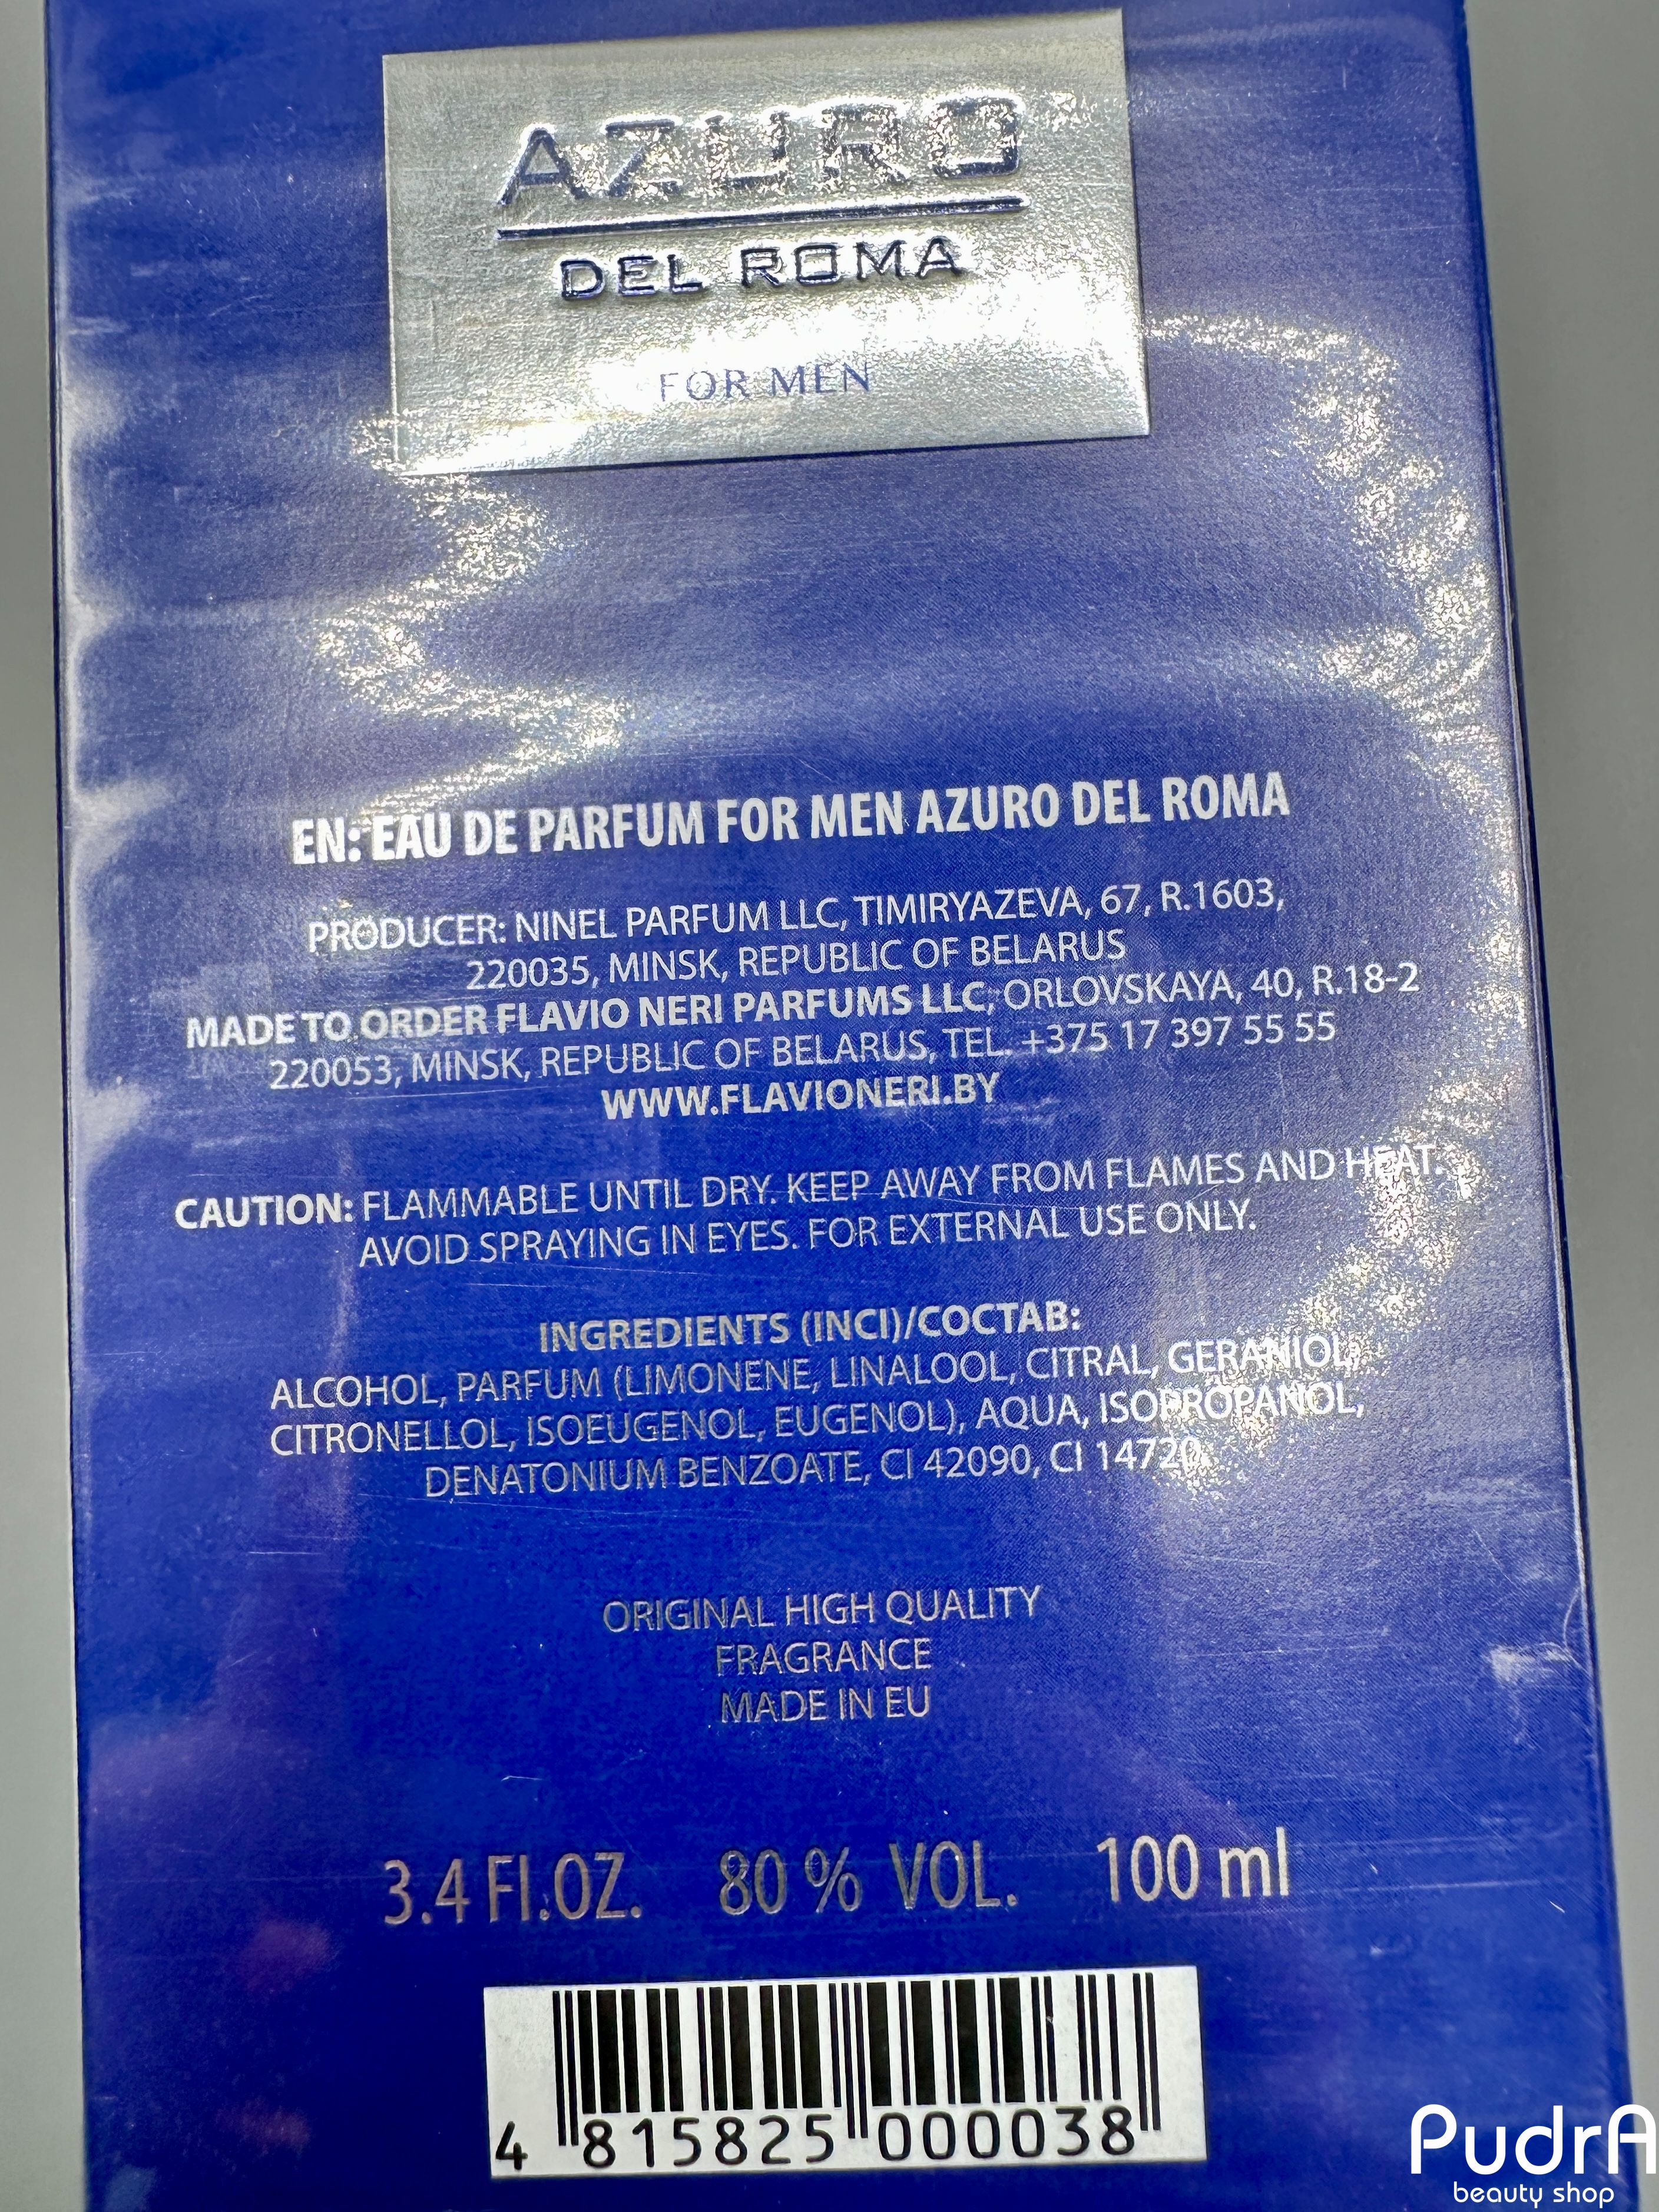 AZURO
DEL ROMA
FOR MEN
EN: EAU DE PARFUM FOR MEN AZURO DEL ROMA
PRODUCER: NINEL PARFUM LLC, TIMIRYAZEVA, 67, R.1603,
220035, MINSK, REPUBLIC OF BELARUS
MADE TO ORDER FLAVIO NERI PARFUMS LLC, ORLOVSKAYA, 40, R.18-2
220053, MINSK, REPUBLIC OF BELARUS, TEL. +375 17 397 55 55
WWW.FLAVIONERI.BY
CAUTION: FLAMMABLE UNTIL DRY. KEEP AWAY FROM FLAMES AND HEAT.
AVOID SPRAYING IN EYES. FOR EXTERNAL USE ONLY.
INGREDIENTS (INCI)/СОСТАВ:
ALCOHOL, PARFUM (LIMONENE, LINALOOL, CITRAL, GERANIOL,
CITRONELLOL, ISOEUGENOL, EUGENOL), AQUA, ISOPROPANOL,
DENATONIUM BENZOATE, CI 42090, CI 14720.
ORIGINAL HIGH QUALITY
FRAGRANCE
MADE IN EU
3.4 Fl.OZ. 80 % VOL. 100 ml
4 815825 000038
PudrA
beauty shop